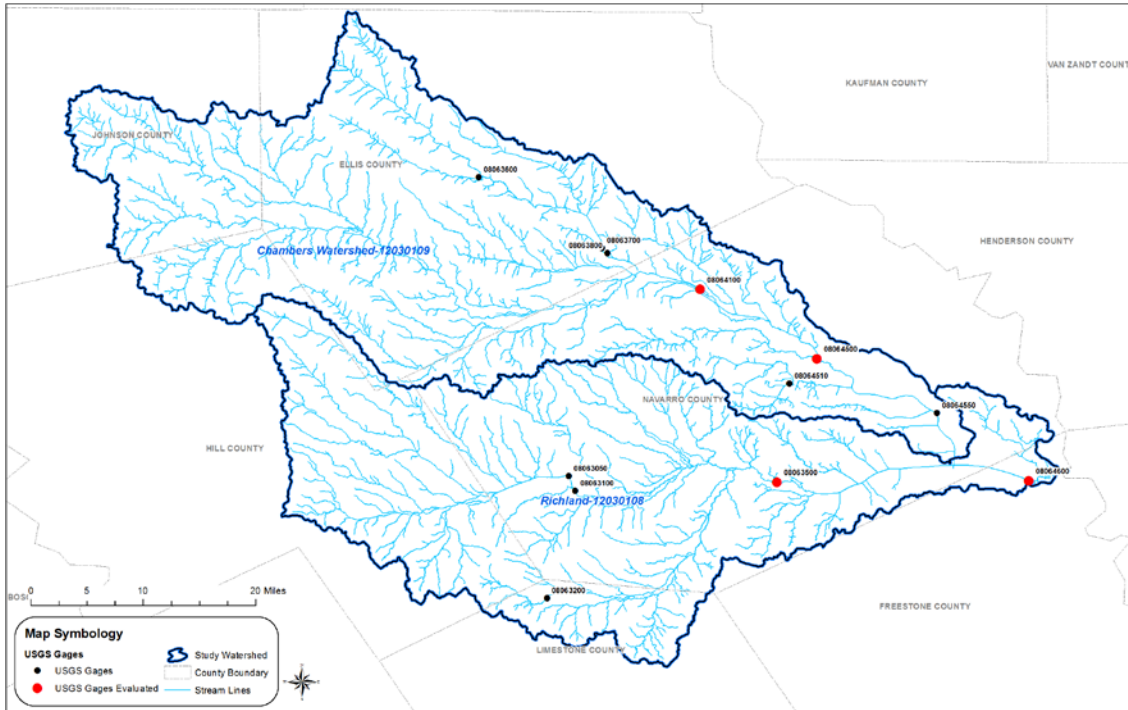 KAUFMAN COUNTY
VAN ZANDT COUNT
JOHNSON COUNTY
ELLIS COUNTY
08063600
HENDERSON COUNTY
08063800
08063700
Chambers Watershed-12030109
08064100
08064500
08064510
NAVARRO COUNTY
08064550
HILL COUNTY
08063050
08063100
Richland-12030108
08063500
08064600
08063200
FREESTONE COUNTY
LIMESTONE COUNTY
BOS
0 5 10 20 Miles
Map Symbology
USGS Gages
USGS Gages
USGS Gages Evaluated
Study Watershed
County Boundary
Stream Lines